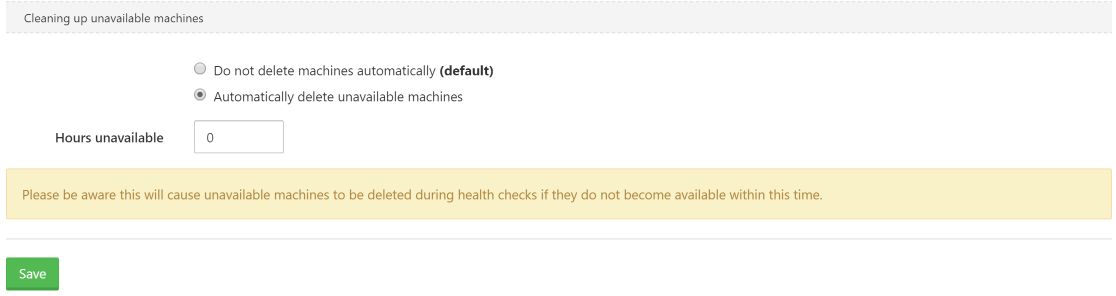 Cleaning up unavailable machines
Do not delete machines automatically (default)
Automatically delete unavailable machines
Hours unavailable 0
Please be aware this will cause unavailable machines to be deleted during health checks if they do not become available within this time.
Save